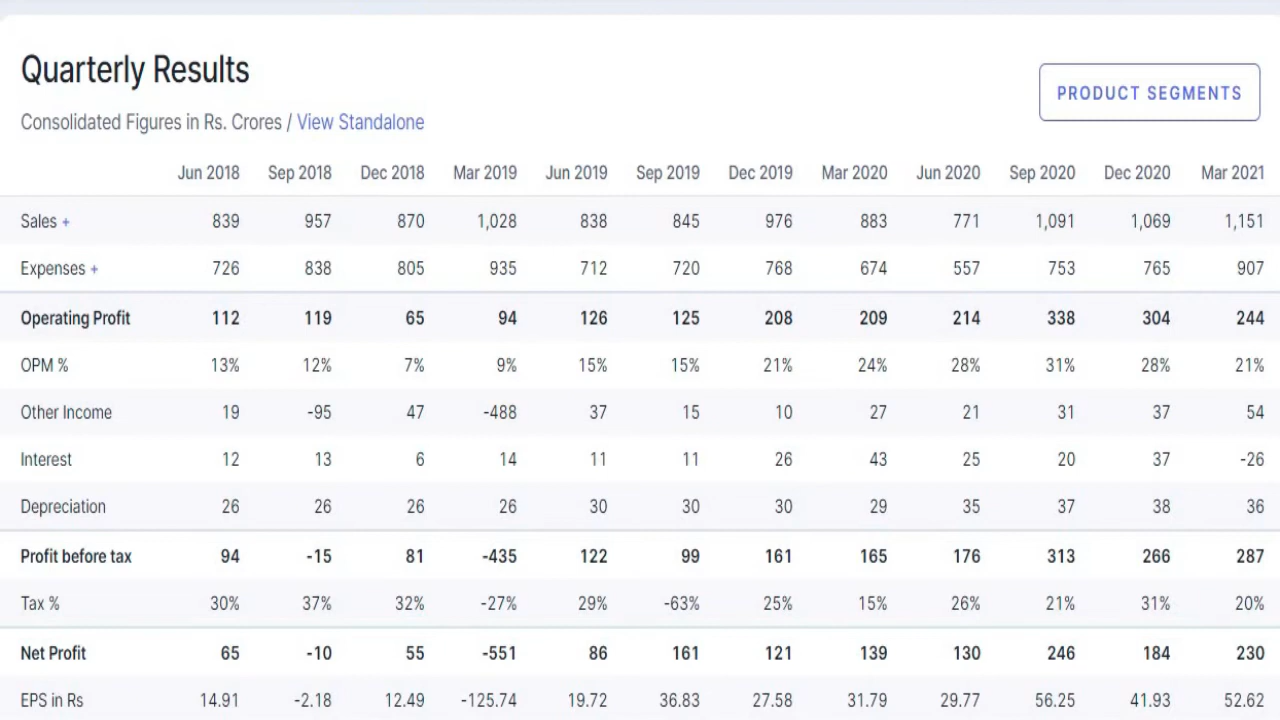 Quarterly Results
PRODUCT SEGMENTS
Consolidated Figures in Rs. Crores / View Standalone
Jun 2018 Sep 2018 Dec 2018 Mar 2019 Jun 2019 Sep 2019 Dec 2019 Mar 2020 Jun 2020 Sep 2020 Dec 2020 Mar 2021
Sales + 839 957 870 1,028 838 845 976 883 771 1,091 1,069 1,151
Expenses + 726 838 805 935 712 720 768 674 557 753 765 907
Operating Profit 112 119 65 94 126 125 208 209 214 338 304 244
OPM % 13% 12% 7% 9% 15% 15% 21% 24% 28% 31% 28% 21%
Other Income 19 -95 47 -488 37 15 10 27 21 31 37 54
Interest 12 13 6 14 11 11 26 43 25 20 37 -26
Depreciation 26 26 26 26 30 30 30 29 35 37 38 36
Profit before tax 94 -15 81 -435 122 99 161 165 176 313 266 287
Tax % 30% 37% 32% -27% 29% -63% 25% 15% 26% 21% 31% 20%
Net Profit 65 -10 55 -551 86 161 121 139 130 246 184 230
EPS in Rs 14.91 -2.18 12.49 -125.74 19.72 36.83 27.58 31.79 29.77 56.25 41.93 52.62